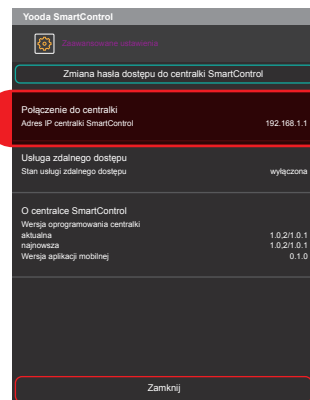 Yooda SmartControl
Zaawansowane ustawienia
Zmiana hasła dostępu do centralki SmartControl
Połączenie do centralki
Adres IP centralki SmartControl 192.168.1.1
Usługa zdalnego dostępu
Stan usługi zdalnego dostępu wyłączona
O centralce SmartControl
Wersja oprogramowania centralki
aktualna 1.0,2/1.0.1
najnowsza 1.0,2/1.0.1
Wersja aplikacji mobilnej 0.1.0
Zamknij